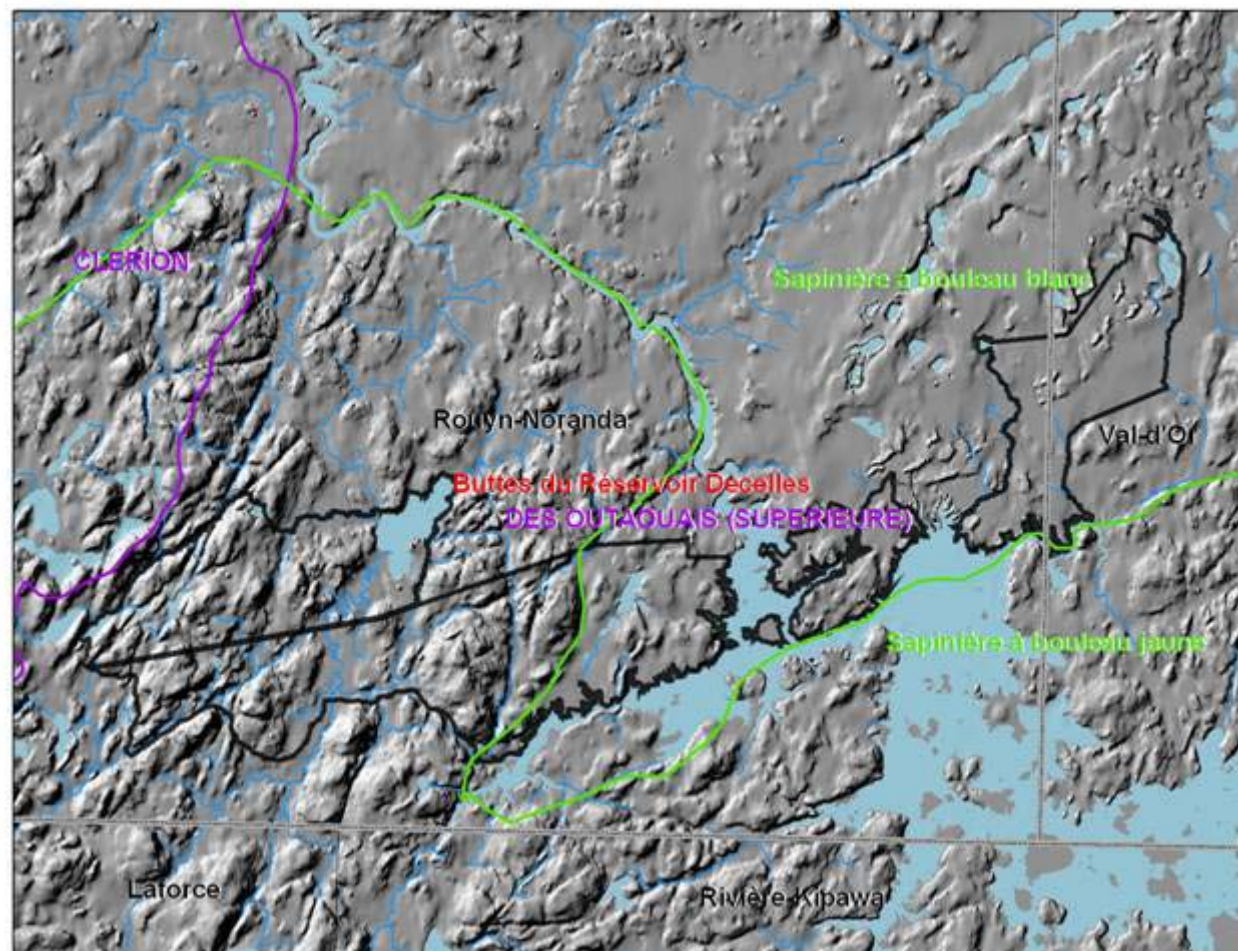 CLERION
Sapinière à bouleau blanc
Rouyn-Noranda
Val-d'Or
Buttes du Réservoir Decelles
DES OUTAOUAIS (SUPERIEURE)
Sapinière à bouleau jaune
Laforce
Rivière-Kipawa